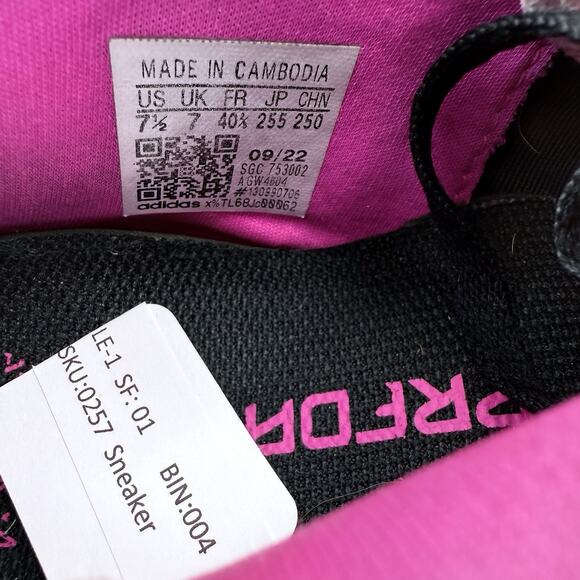 MADE IN CAMBODIA
US UK FR JP CHN
7½ 7 40⅔ 255 250
09/22
SGC 753002
#130990706
adidas
LE-1 SF: 01 BIN:004
SKU:0257 Sneaker